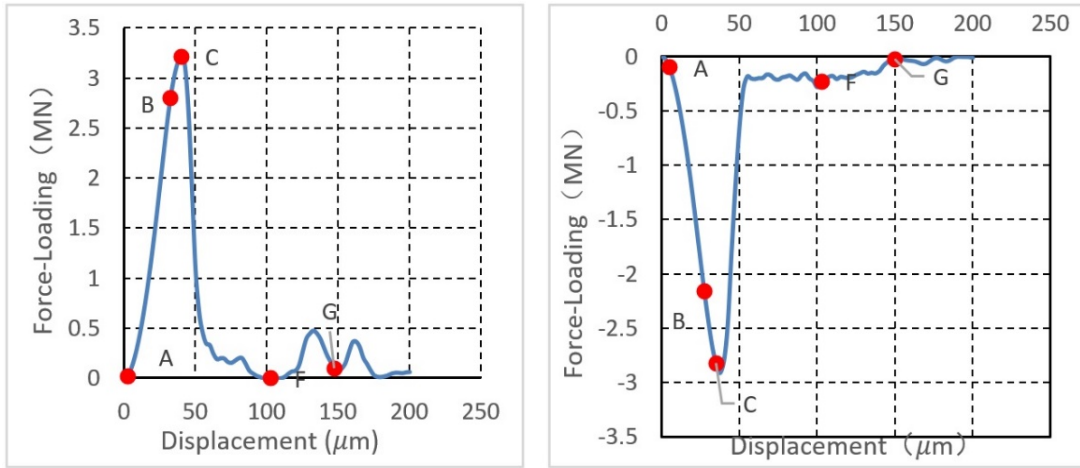 3.5
3
2.5
2
1.5
1
0.5
0
0 50 100 150 200 250
Force-Loading（MN）
Displacement (μm)
A
B
C
F
G
0 50 100 150 200 250
0
-0.5
-1
-1.5
-2
-2.5
-3
-3.5
Force-Loading（MN）
Displacement（μm）
A
B
C
F
G